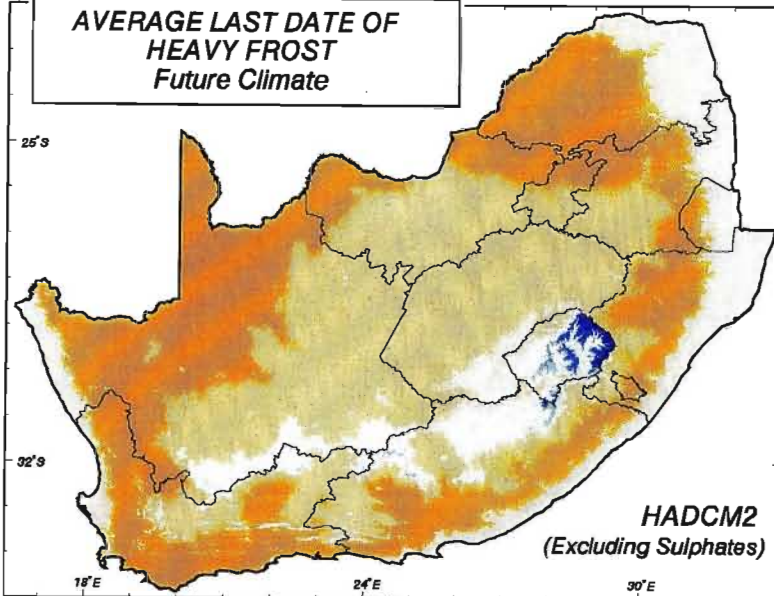 AVERAGE LAST DATE OF
HEAVY FROST
Future Climate
25°S
32°S
HADCM2
(Excluding Sulphates)
18°E
24°E
30°E